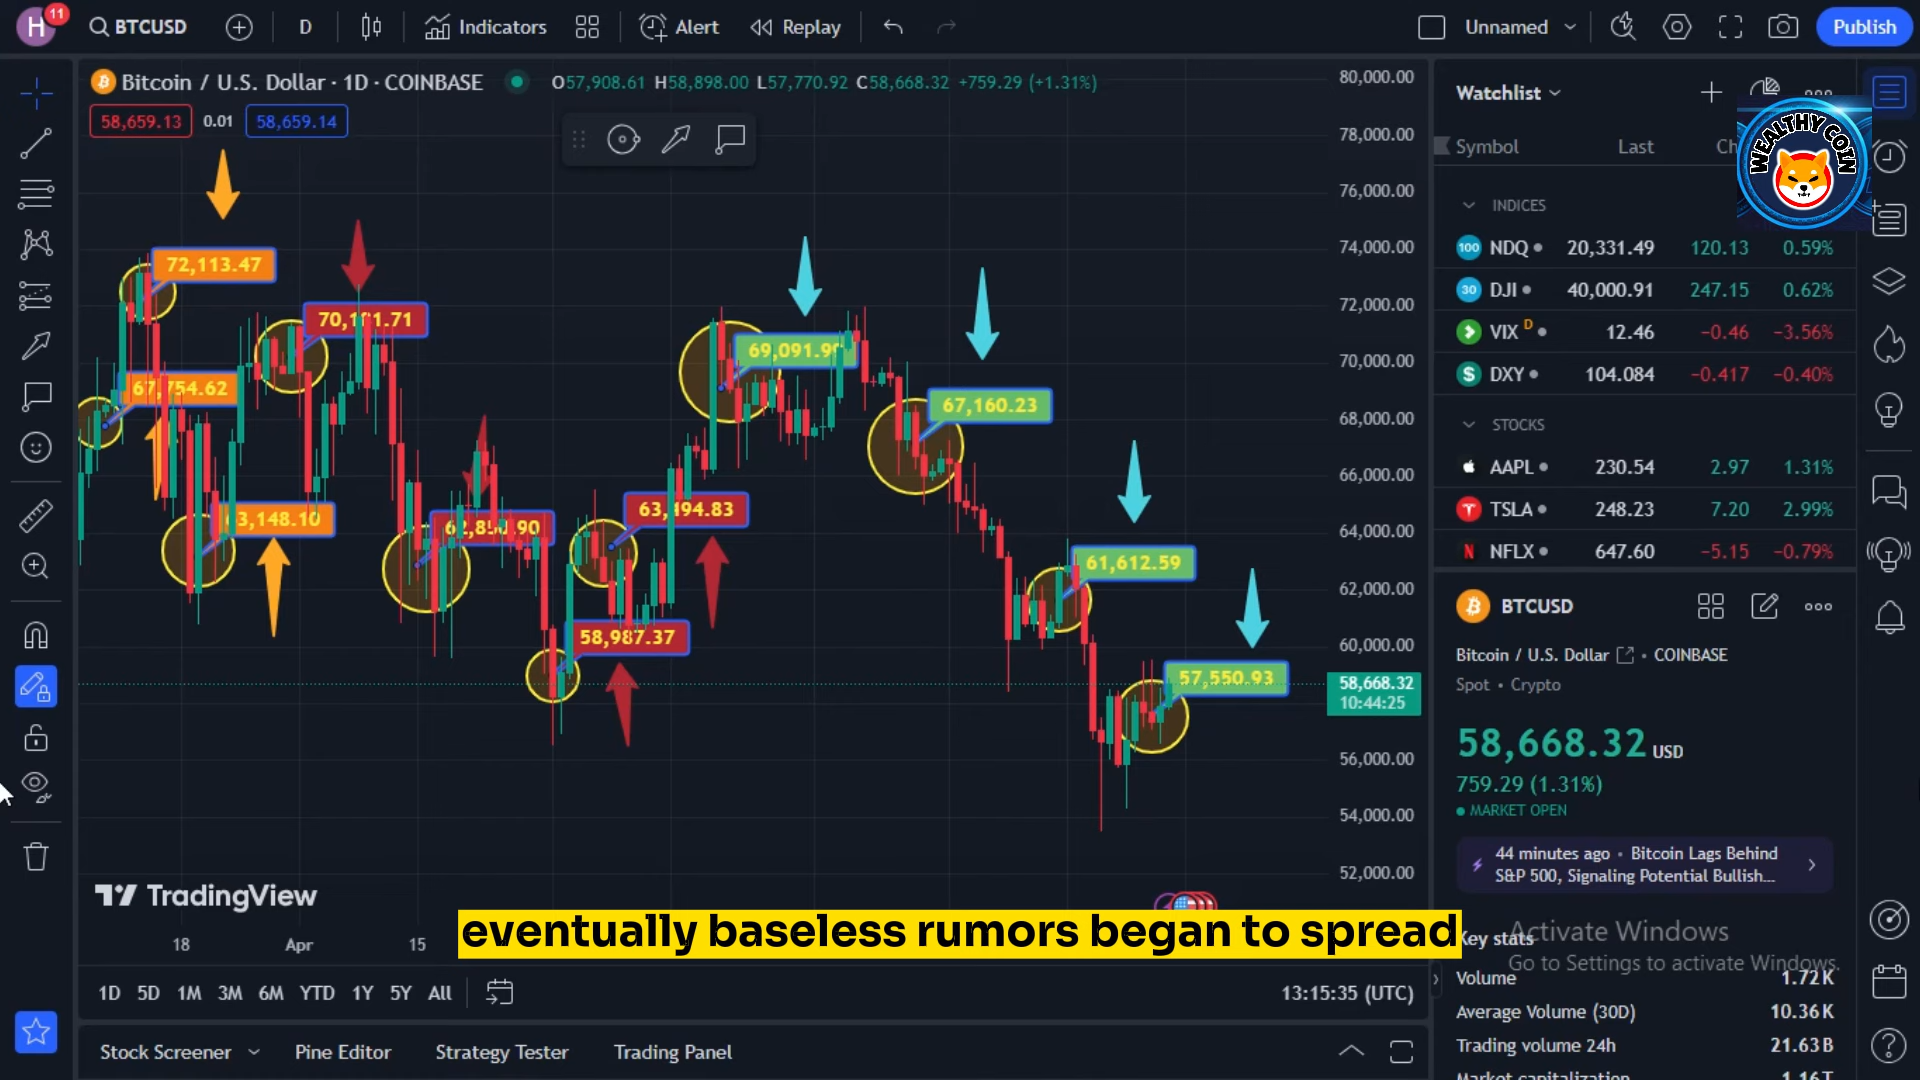 H 11 BTCUSD D Indicators Alert Replay Unnamed Publish
Bitcoin / U.S. Dollar · 1D · COINBASE O57,908.61 H58,898.00 L57,770.92 C58,668.32 +759.29 (+1.31%)
58,659.13 0.01 58,659.14
80,000.00
78,000.00
76,000.00
74,000.00
72,000.00
70,000.00
68,000.00
66,000.00
64,000.00
62,000.00
60,000.00
58,668.32
10:44:25
56,000.00
54,000.00
52,000.00
72,113.47
67,754.62
63,148.10
58,987.37
63,494.83
67,160.23
61,612.59
57,550.93
TradingView
eventually baseless rumors began to spread
18 Apr 15
1D 5D 1M 3M 6M YTD 1Y 5Y All 13:15:35 (UTC)
Stock Screener Pine Editor Strategy Tester Trading Panel
Watchlist
WEALTHY COIN
Symbol Last
INDICES
100 NDQ 20,331.49 120.13 0.59%
30 DJI 40,000.91 247.15 0.62%
VIX D 12.46 −0.46 −3.56%
$ DXY 104.084 −0.417 −0.40%
STOCKS
AAPL 230.54 2.97 1.31%
TSLA 248.23 7.20 2.99%
N NFLX 647.60 −5.15 −0.79%
BTCUSD
Bitcoin / U.S. Dollar • COINBASE
Spot • Crypto
58,668.32 USD
759.29 (1.31%)
MARKET OPEN
44 minutes ago • Bitcoin Lags Behind
S&P 500, Signaling Potential Bullish...
Key stats
Activate Windows
Go to Settings to activate Windows.
Volume 1.72K
Average Volume (30D) 10.36K
Trading volume 24h 21.63B
Market capitalization 1.16T